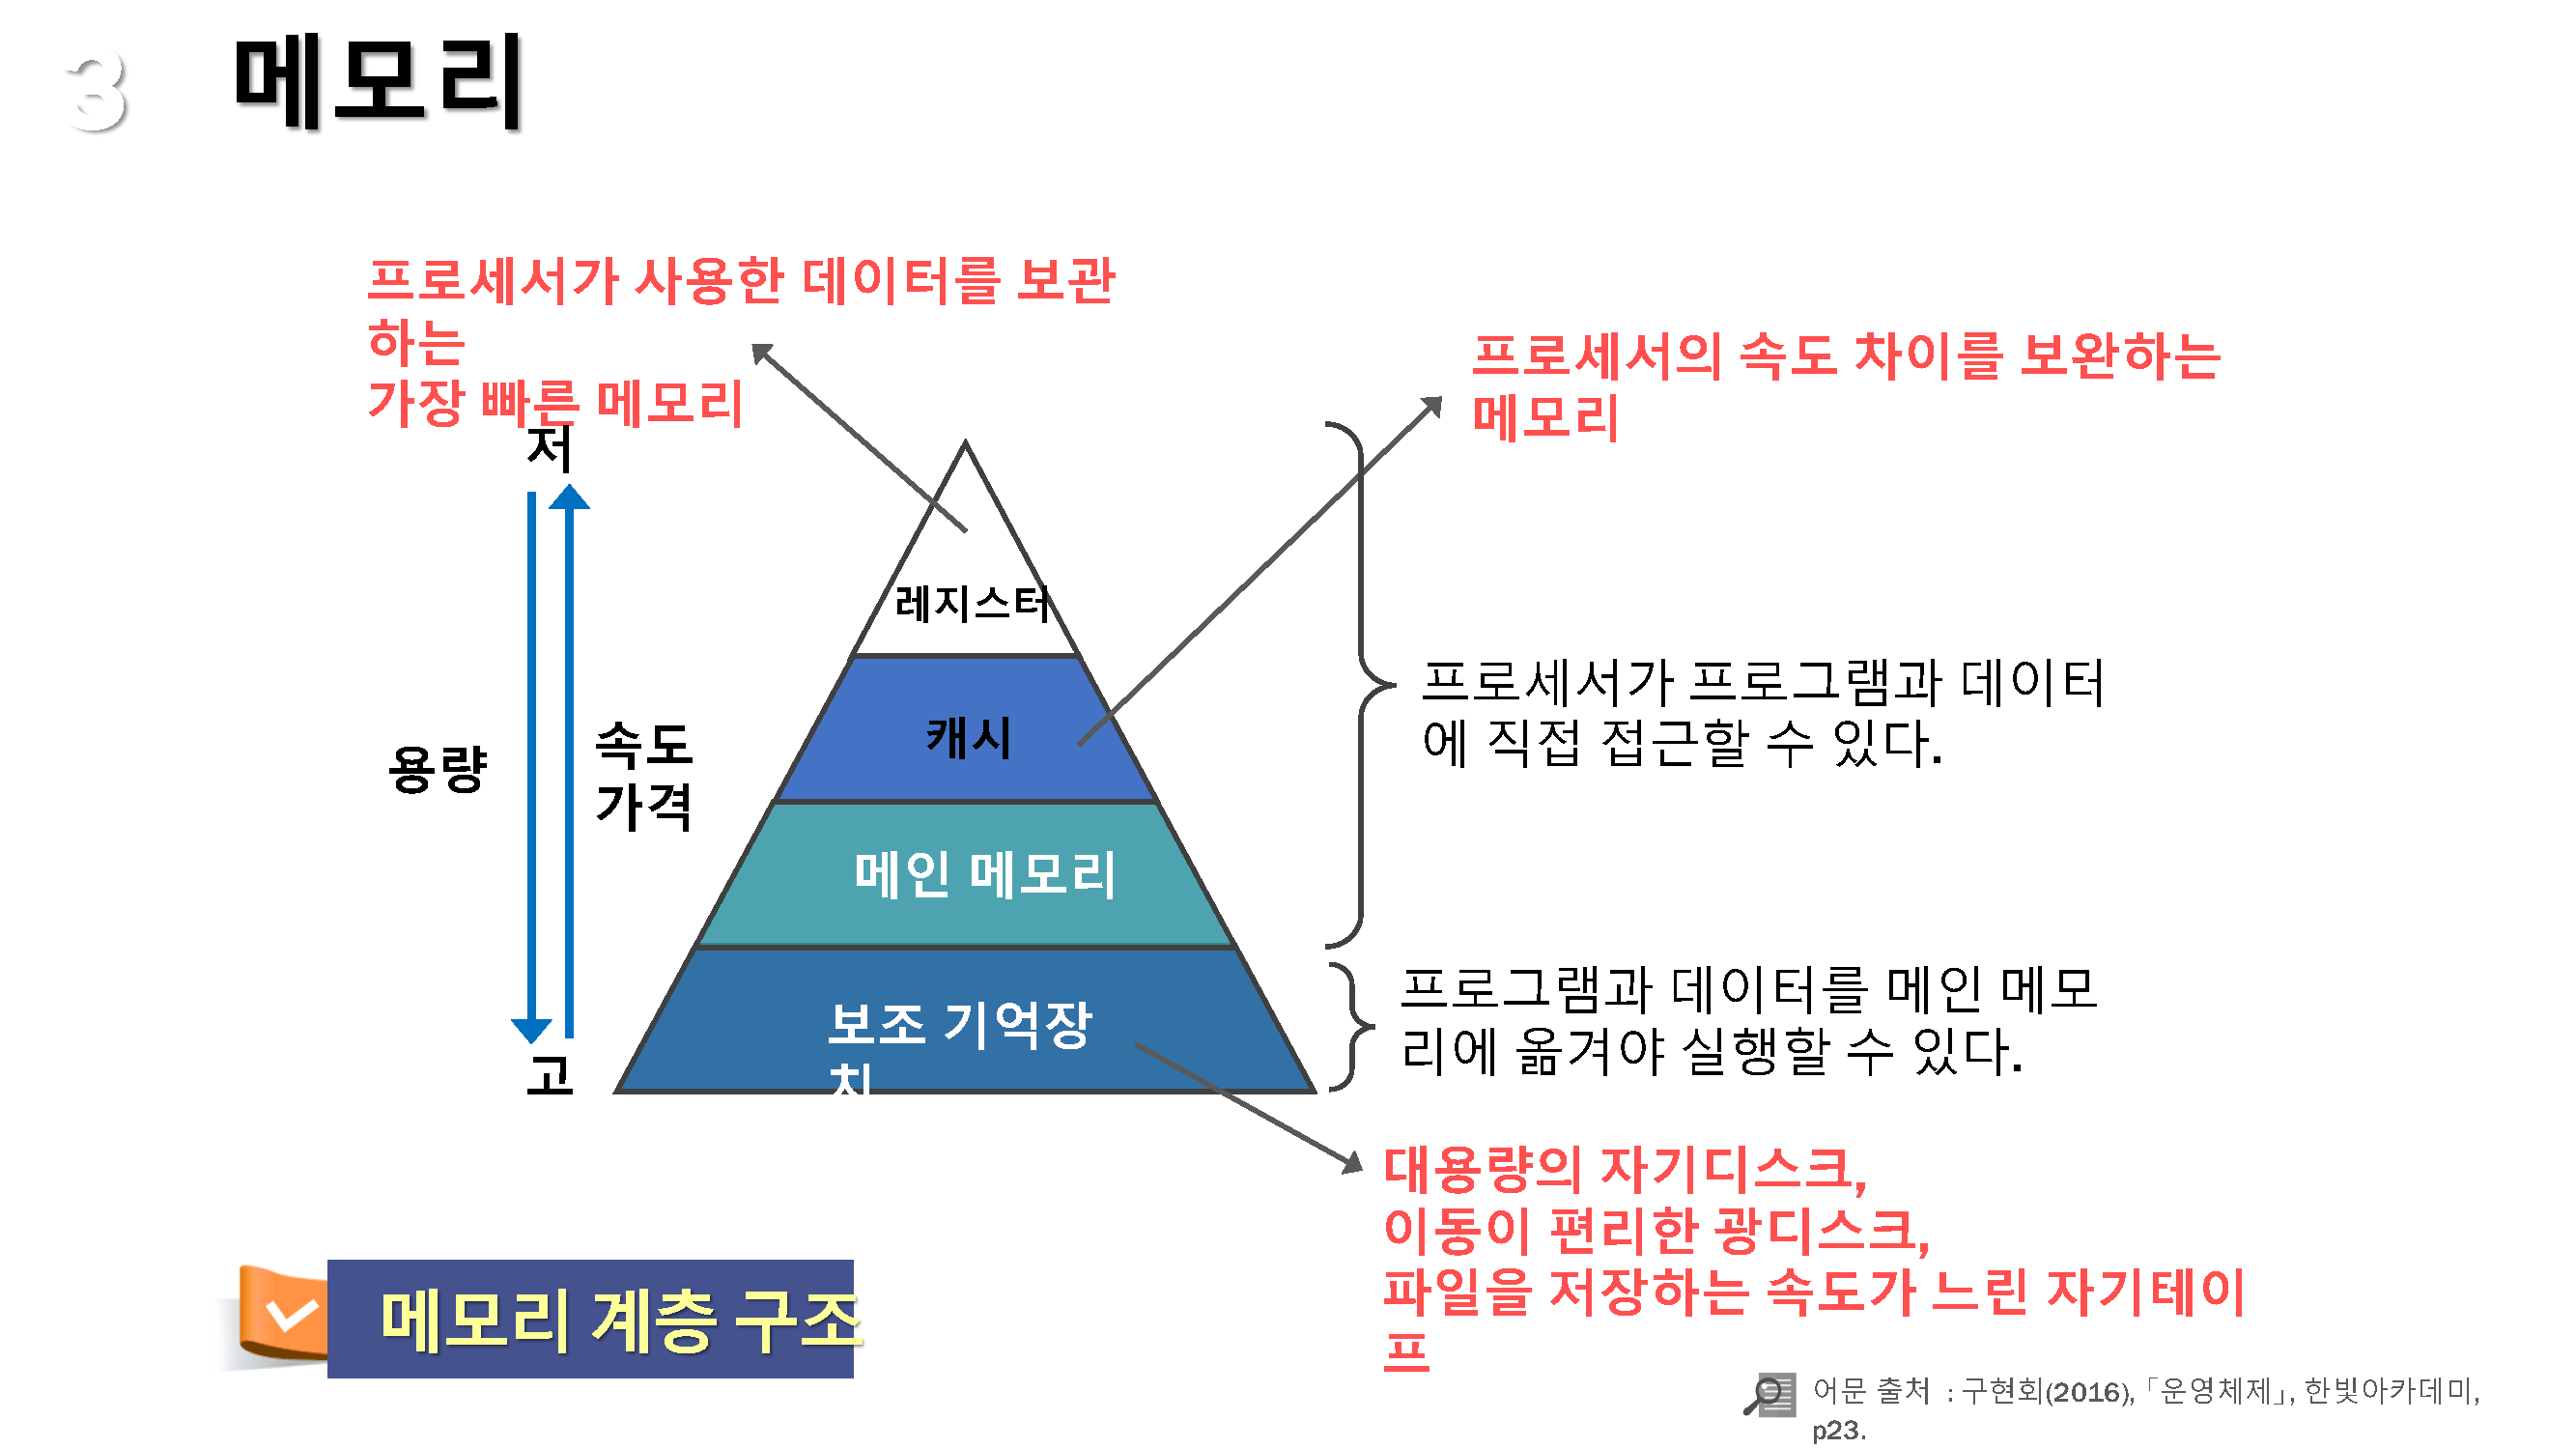 3 메모리
프로세서가 사용한 데이터를 보관
하는
가장 빠른 메모리
프로세서의 속도 차이를 보완하는
메모리
저
레지스터
캐시
용량
속도
가격
프로세서가 프로그램과 데이터
에 직접 접근할 수 있다.
메인 메모리
보조 기억장
치
고
프로그램과 데이터를 메인 메모
리에 옮겨야 실행할 수 있다.
대용량의 자기디스크,
이동이 편리한 광디스크,
파일을 저장하는 속도가 느린 자기테이
프
메모리 계층 구조
어문 출처 : 구현회(2016), 「운영체제」, 한빛아카데미,
p23.